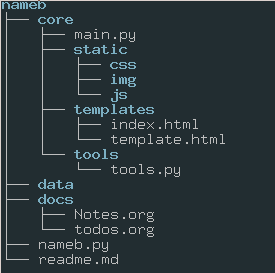 nameb
├── core
│   ├── main.py
│   ├── static
│   │   ├── css
│   │   ├── img
│   │   └── js
│   ├── templates
│   │   ├── index.html
│   │   └── template.html
│   └── tools
│       └── tools.py
├── data
├── docs
│   ├── Notes.org
│   └── todos.org
├── nameb.py
└── readme.md